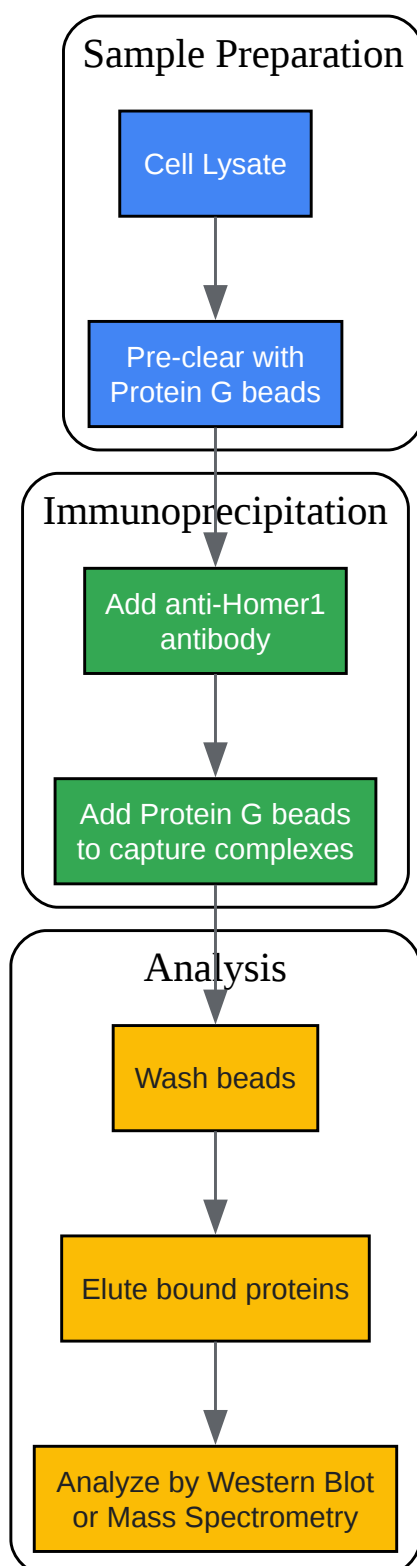 Sample Preparation
Cell Lysate
Pre-clear with
Protein G beads
Immunoprecipitation
Add anti-Homer1
antibody
Add Protein G beads
to capture complexes
Analysis
Wash beads
Elute bound proteins
Analyze by Western Blot
or Mass Spectrometry